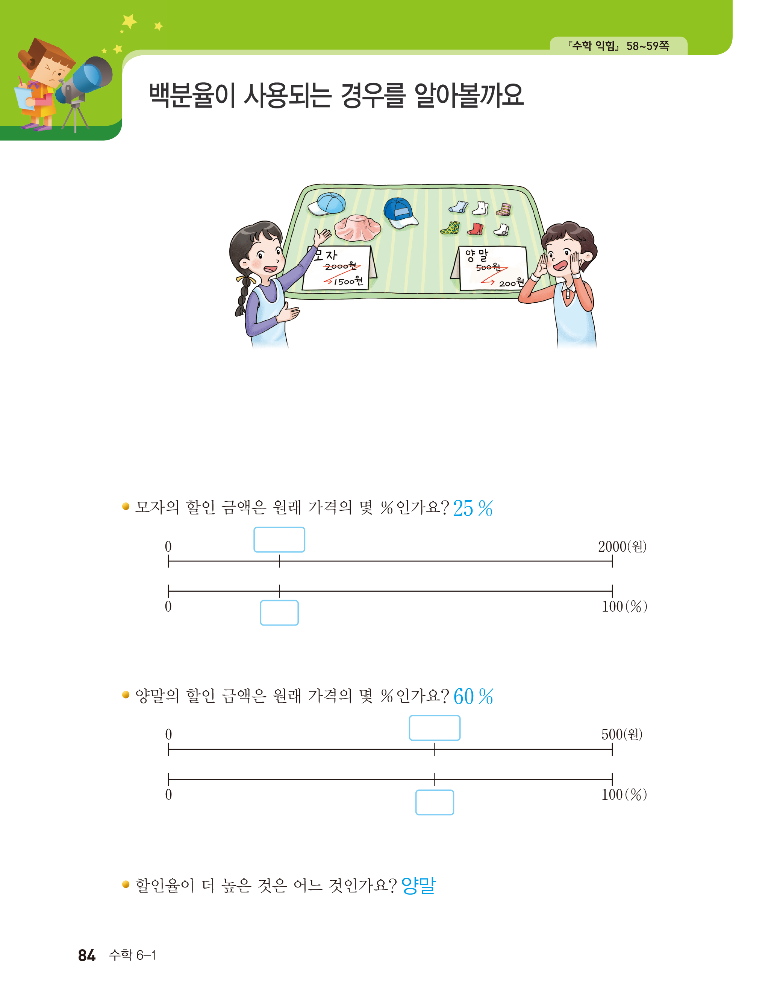 『수학 익힘』 58~59쪽
백분율이 사용되는 경우를 알아볼까요
모자
2000원
1500원
양말
500원
200원
모자의 할인 금액은 원래 가격의 몇 %인가요? 25 %
0 2000(원)
0 100(%)
양말의 할인 금액은 원래 가격의 몇 %인가요? 60 %
0 500(원)
0 100(%)
할인율이 더 높은 것은 어느 것인가요? 양말
84 수학 6-1